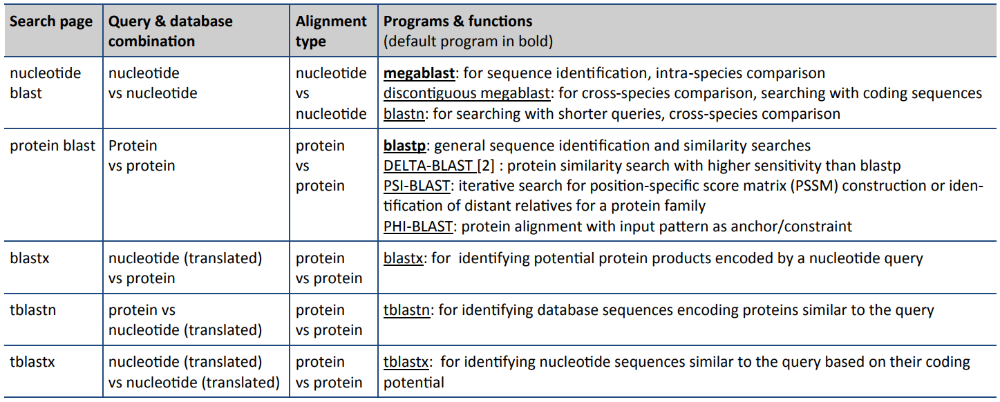 Search page
Query & database
combination
Alignment
type
Programs & functions
(default program in bold)
nucleotide
blast
nucleotide
vs nucleotide
nucleotide
vs
nucleotide
megablast: for sequence identification, intra-species comparison
discontiguous megablast: for cross-species comparison, searching with coding sequences
blastn: for searching with shorter queries, cross-species comparison
protein blast
Protein
vs protein
protein
vs
protein
blastp: general sequence identification and similarity searches
DELTA-BLAST [2] : protein similarity search with higher sensitivity than blastp
PSI-BLAST: iterative search for position-specific score matrix (PSSM) construction or iden-
tification of distant relatives for a protein family
PHI-BLAST: protein alignment with input pattern as anchor/constraint
blastx
nucleotide (translated)
vs protein
protein
vs protein
blastx: for  identifying potential protein products encoded by a nucleotide query
tblastn
protein vs
nucleotide (translated)
protein
vs protein
tblastn: for identifying database sequences encoding proteins similar to the query
tblastx
nucleotide (translated)
vs nucleotide (translated)
protein
vs protein
tblastx:  for identifying nucleotide sequences similar to the query based on their coding
potential